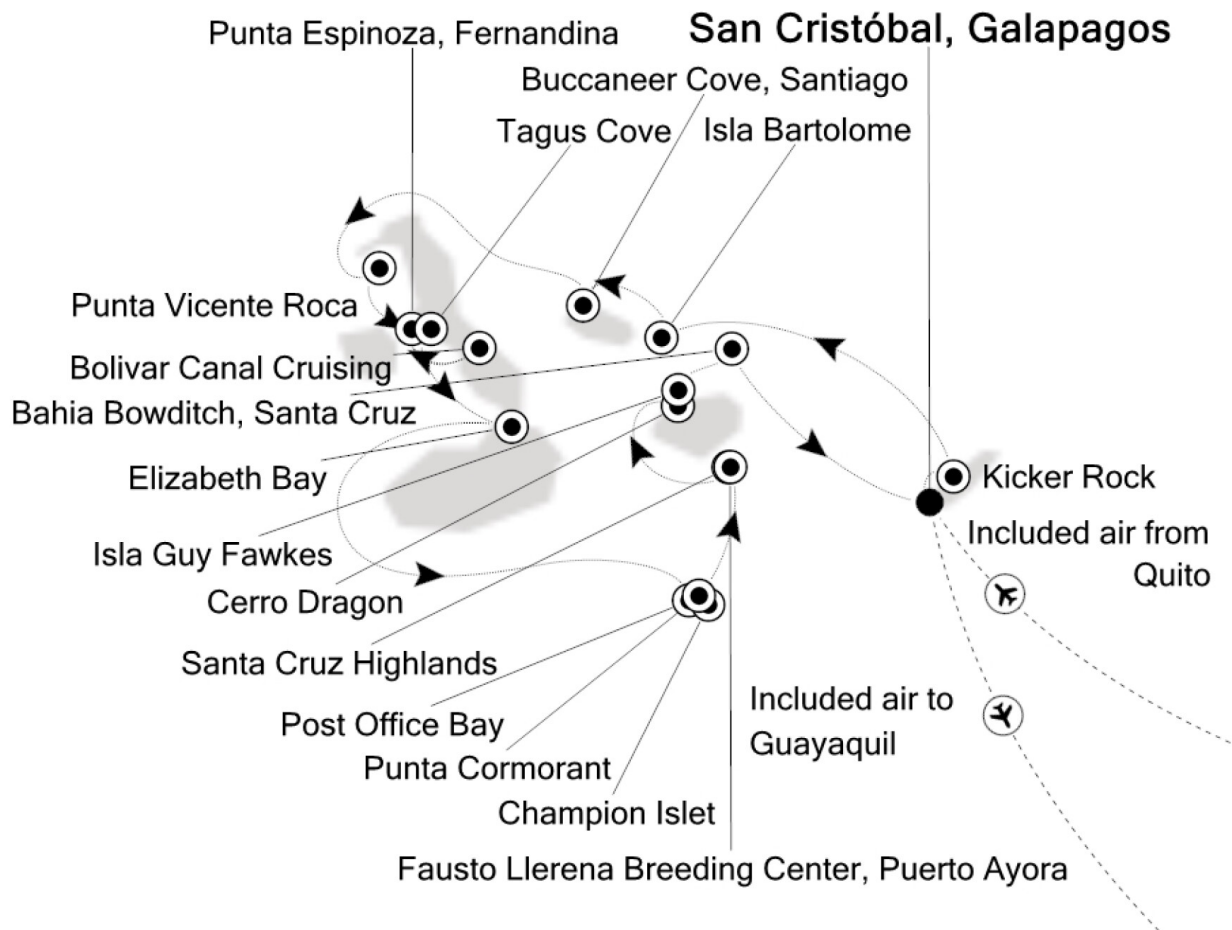 San Cristóbal, Galapagos
Punta Espinoza, Fernandina
Buccaneer Cove, Santiago
Tagus Cove
Isla Bartolome
Punta Vicente Roca
Bolivar Canal Cruising
Bahia Bowditch, Santa Cruz
Elizabeth Bay
Kicker Rock
Included air from
Quito
Isla Guy Fawkes
Cerro Dragon
Santa Cruz Highlands
Post Office Bay
Included air to
Guayaquil
Punta Cormorant
Champion Islet
Fausto Llerena Breeding Center, Puerto Ayora